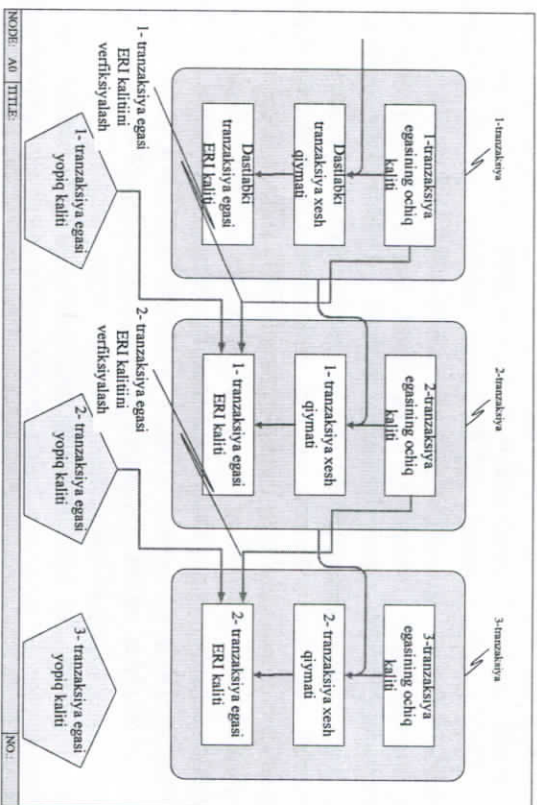 1-tranzaksiya
2-tranzaksiya
3-tranzaksiya
1-tranzaksiya
egasining ochiq
kaliti
Dastlabki
tranzaksiya xesh
qiymati
Dastlabki
tranzaksiya egasi
ERI kaliti
2-tranzaksiya
egasining ochiq
kaliti
1- tranzaksiya xesh
qiymati
1- tranzaksiya egasi
ERI kaliti
3-tranzaksiya
egasining ochiq
kaliti
2- tranzaksiya xesh
qiymati
2- tranzaksiya egasi
ERI kaliti
1- tranzaksiya egasi
ERI kalitini
verfiksiyalash
2- tranzaksiya egasi
ERI kalitini
verfiksiyalash
1- tranzaksiya egasi
yopiq kaliti
2- tranzaksiya egasi
yopiq kaliti
3- tranzaksiya egasi
yopiq kaliti
NODE: A0 TITLE: NO.: